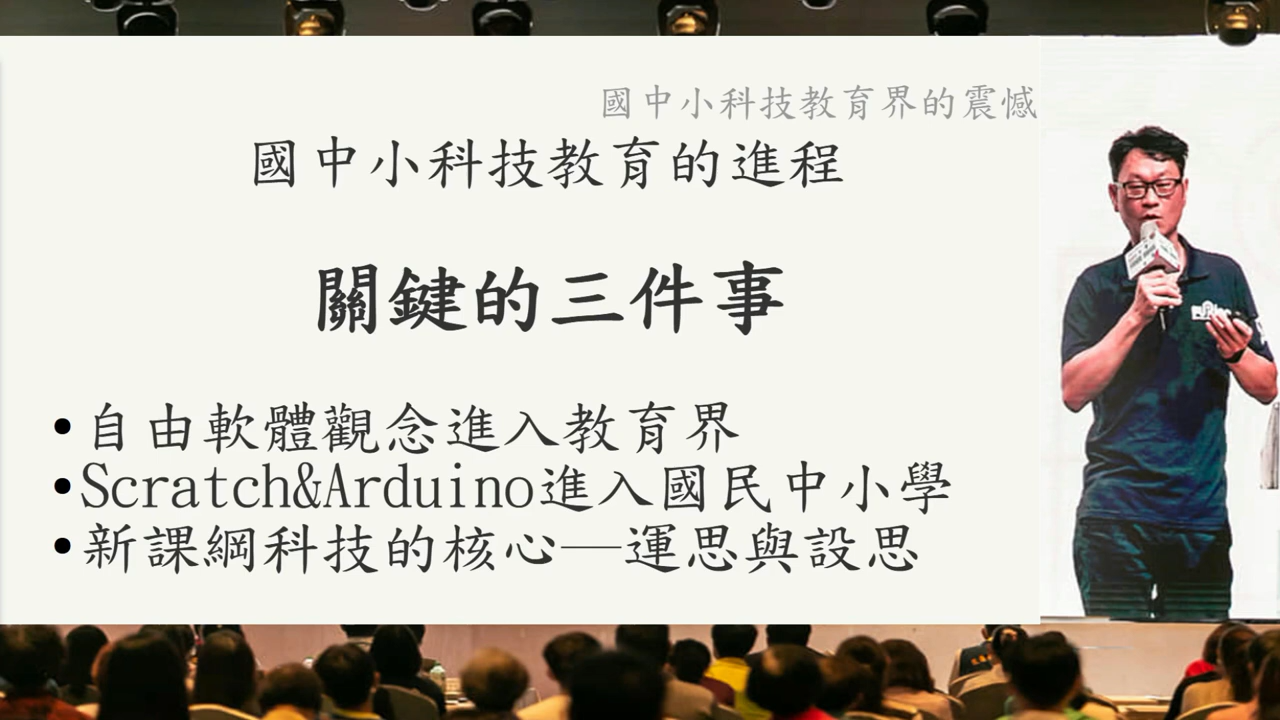 國中小科技教育界的震憾
國中小科技教育的進程
關鍵的三件事
•自由軟體觀念進入教育界
•Scratch&Arduino進入國民中小學
•新課綱科技的核心—運思與設思